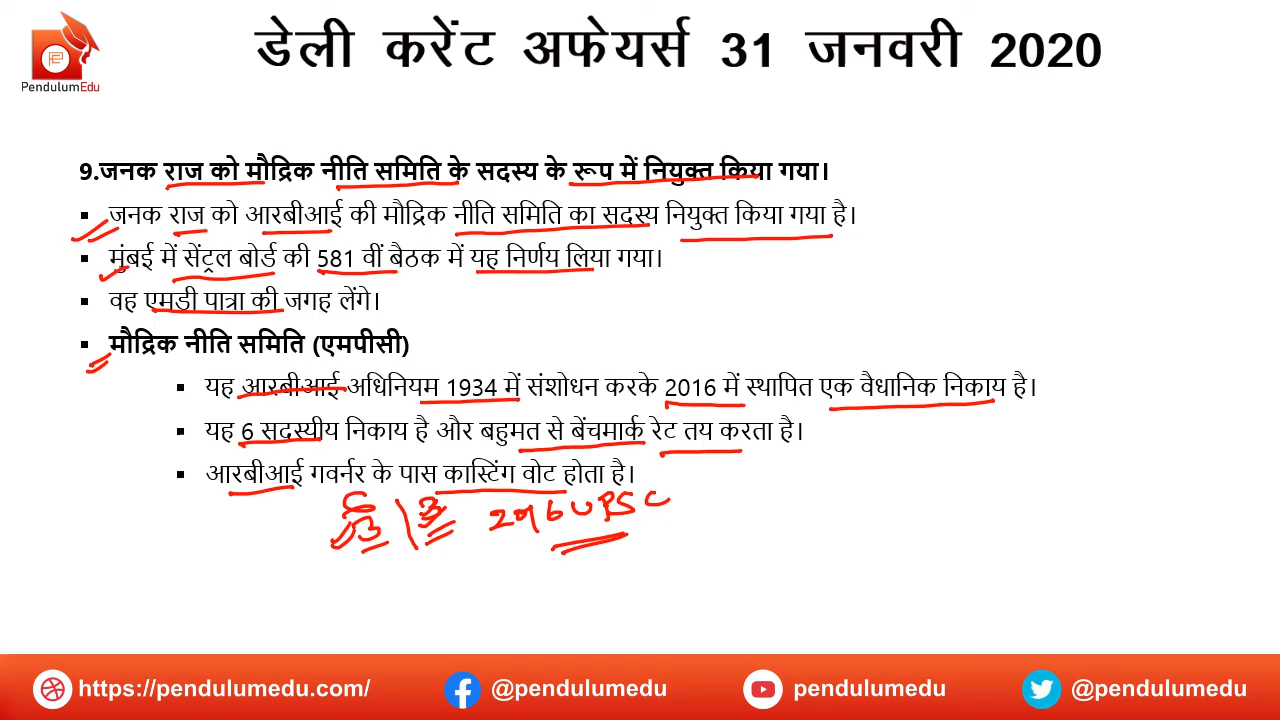 PendulumEdu
डेली करेंट अफेयर्स 31 जनवरी 2020
9.जनक राज को मौद्रिक नीति समिति के सदस्य के रूप में नियुक्त किया गया।
▪ जनक राज को आरबीआई की मौद्रिक नीति समिति का सदस्य नियुक्त किया गया है।
▪ मुंबई में सेंट्रल बोर्ड की 581 वीं बैठक में यह निर्णय लिया गया।
▪ वह एमडी पात्रा की जगह लेंगे।
▪ मौद्रिक नीति समिति (एमपीसी)
▪ यह आरबीआई अधिनियम 1934 में संशोधन करके 2016 में स्थापित एक वैधानिक निकाय है।
▪ यह 6 सदस्यीय निकाय है और बहुमत से बेंचमार्क रेट तय करता है।
▪ आरबीआई गवर्नर के पास कास्टिंग वोट होता है।
UPSC
https://pendulumedu.com/ @pendulumedu pendulumedu @pendulumedu